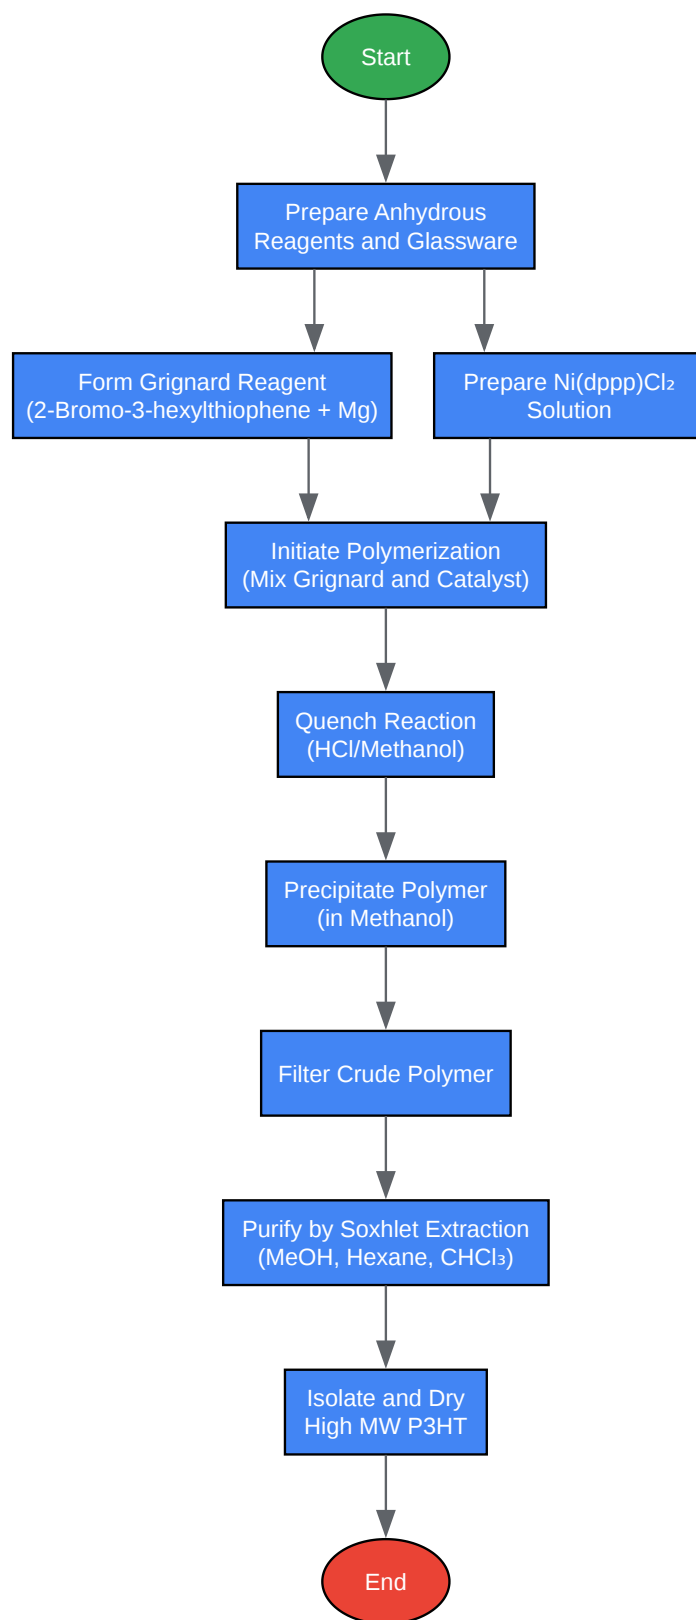 Start
Prepare Anhydrous
Reagents and Glassware
Form Grignard Reagent
(2-Bromo-3-hexylthiophene + Mg)
Prepare Ni(dppp)Cl₂
Solution
Initiate Polymerization
(Mix Grignard and Catalyst)
Quench Reaction
(HCl/Methanol)
Precipitate Polymer
(in Methanol)
Filter Crude Polymer
Purify by Soxhlet Extraction
(MeOH, Hexane, CHCl₃)
Isolate and Dry
High MW P3HT
End